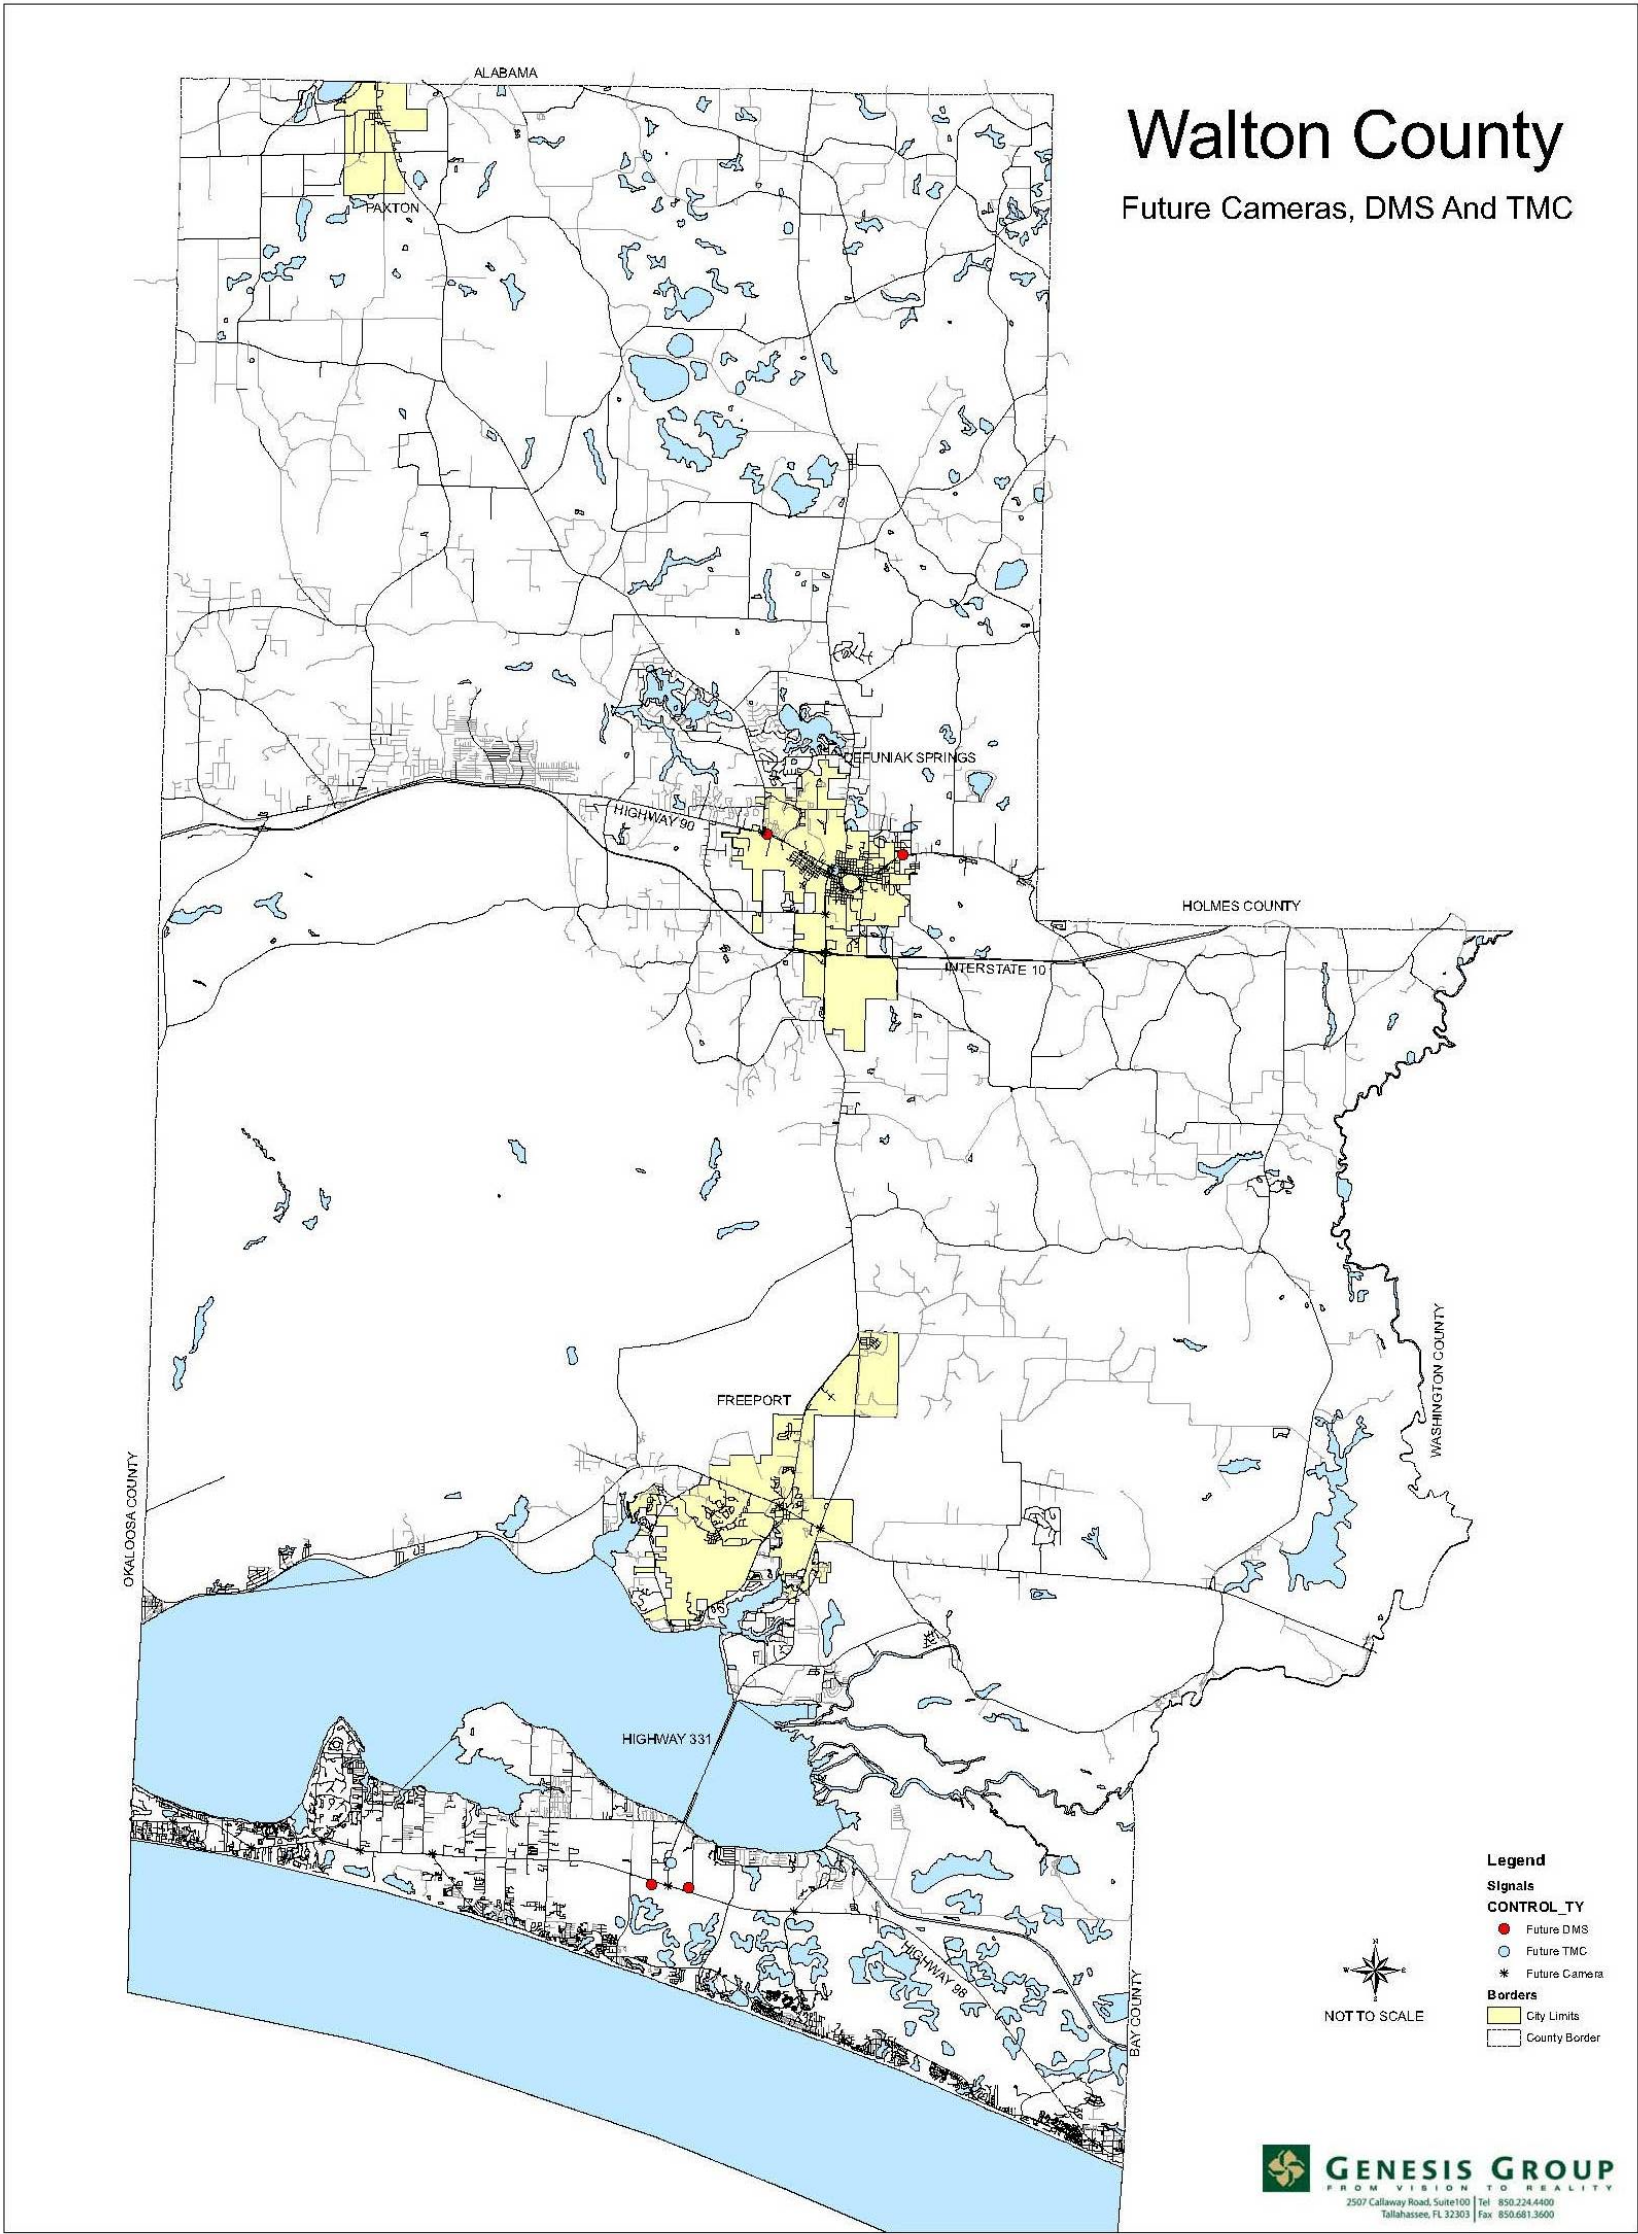 Walton County
Future Cameras, DMS And TMC
ALABAMA
PAXTON
DEFUNIAK SPRINGS
HIGHWAY 90
HOLMES COUNTY
INTERSTATE 10
WASHINGTON COUNTY
FREEPORT
OKALOOSA COUNTY
HIGHWAY 331
HIGHWAY 98
BAY COUNTY
Legend
Signals
CONTROL_TY
Future DMS
Future TMC
Future Camera
Borders
City Limits
County Border
N
W E
S
NOT TO SCALE
GENESIS GROUP
FROM VISION TO REALITY
2507 Callaway Road, Suite100 | Tel 850.224.4400
Tallahassee, FL 32303 | Fax 850.681.3600